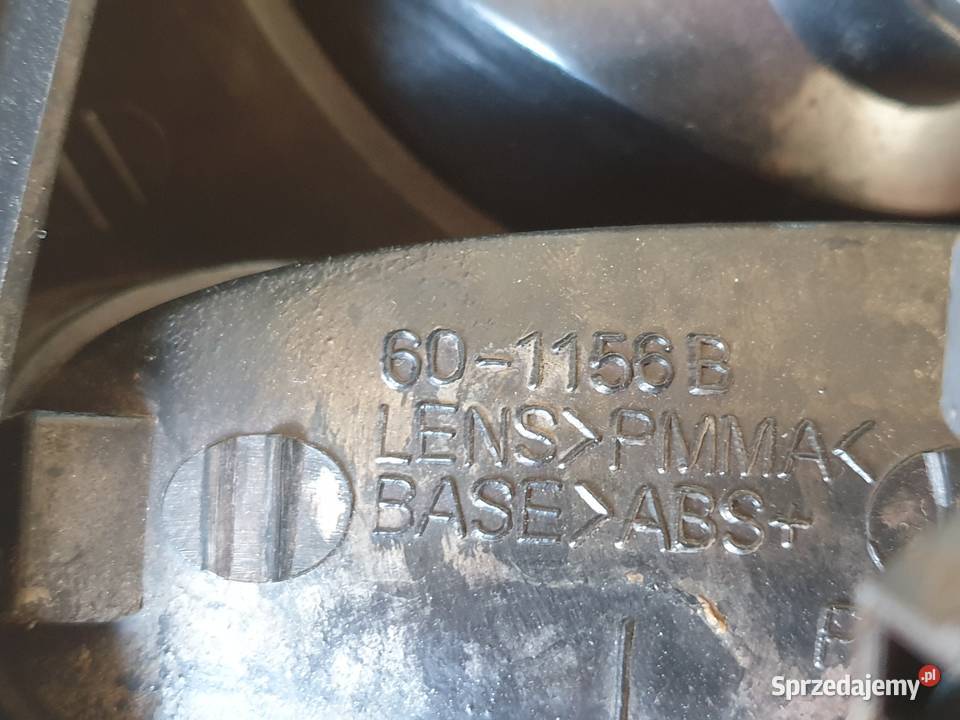 60-1156B
LENS>PMMA<
BASE>ABS+
P
Sprzedajemy.pl